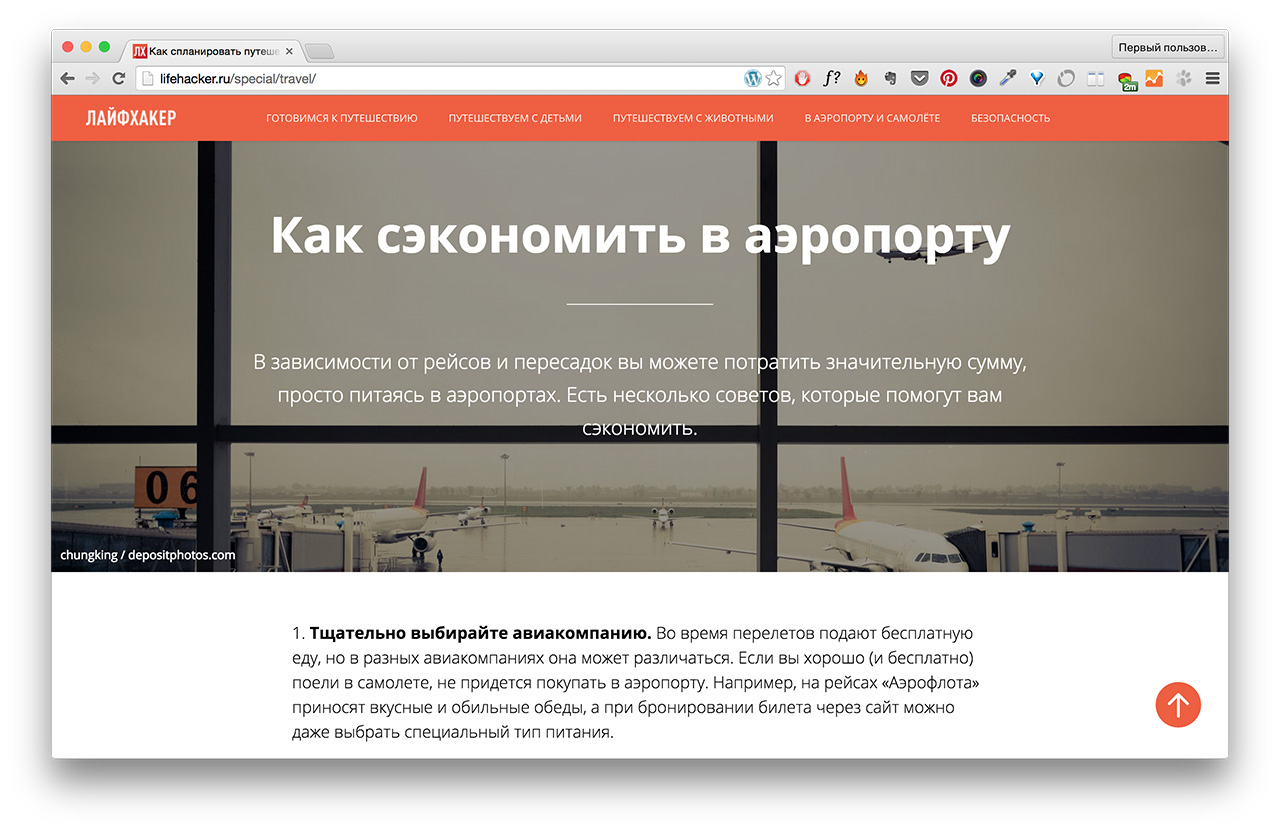 ЛХ Как спланировать путеше
Первый пользов...
lifehacker.ru/special/travel/
f?
2m
ЛАЙФХАКЕР
ГОТОВИМСЯ К ПУТЕШЕСТВИЮ
ПУТЕШЕСТВУЕМ С ДЕТЬМИ
ПУТЕШЕСТВУЕМ С ЖИВОТНЫМИ
В АЭРОПОРТУ И САМОЛЁТЕ
БЕЗОПАСНОСТЬ
Как сэкономить в аэропорту
В зависимости от рейсов и пересадок вы можете потратить значительную сумму,
просто питаясь в аэропортах. Есть несколько советов, которые помогут вам
сэкономить.
06
chungking / depositphotos.com
1. Тщательно выбирайте авиакомпанию. Во время перелетов подают бесплатную
еду, но в разных авиакомпаниях она может различаться. Если вы хорошо (и бесплатно)
поели в самолете, не придется покупать в аэропорту. Например, на рейсах «Аэрофлота»
приносят вкусные и обильные обеды, а при бронировании билета через сайт можно
даже выбрать специальный тип питания.